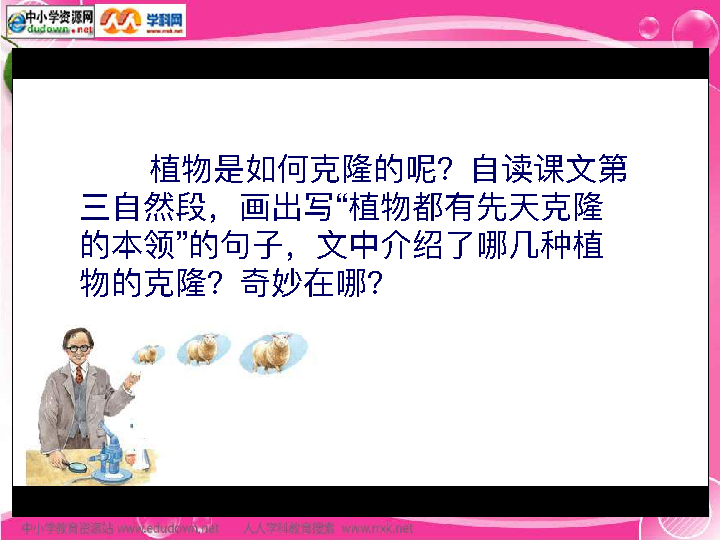 中小学资源网
dudown.net
学科网
www.nxk.net
植物是如何克隆的呢？自读课文第
三自然段，画出写“植物都有先天克隆
的本领”的句子，文中介绍了哪几种植
物的克隆？奇妙在哪？
中小学教育资源站 www.edudown.net 人人学科教育搜索 www.nxk.net